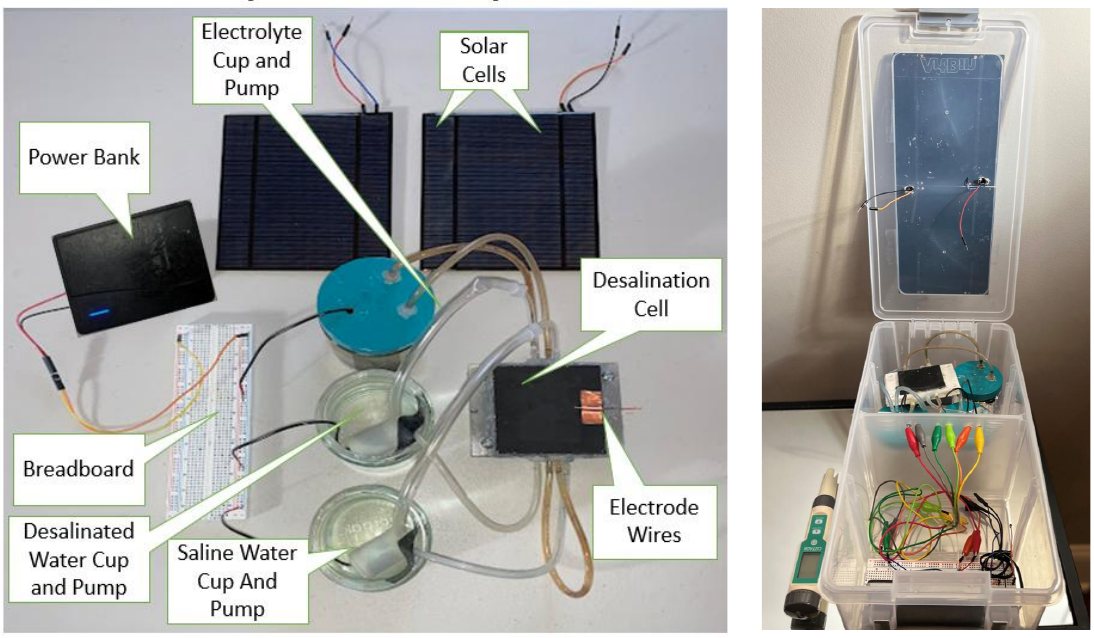 Electrolyte
Cup and
Pump
Solar
Cells
Power Bank
Desalination
Cell
Breadboard
Electrode
Wires
Desalinated
Water Cup
and Pump
Saline Water
Cup And
Pump